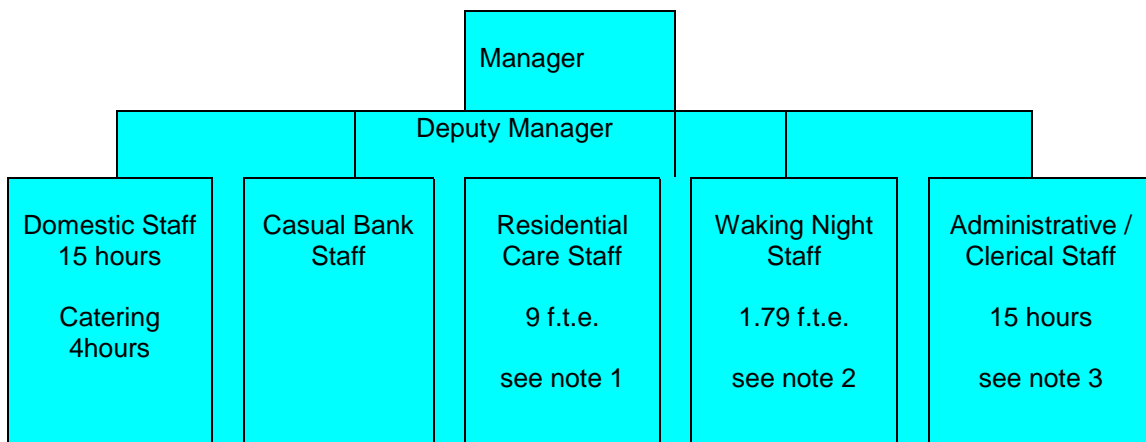 Manager
Deputy Manager
Domestic Staff
15 hours
Catering
4hours
Casual Bank
Staff
Residential
Care Staff
9 f.t.e.
see note 1
Waking Night
Staff
1.79 f.t.e.
see note 2
Administrative /
Clerical Staff
15 hours
see note 3